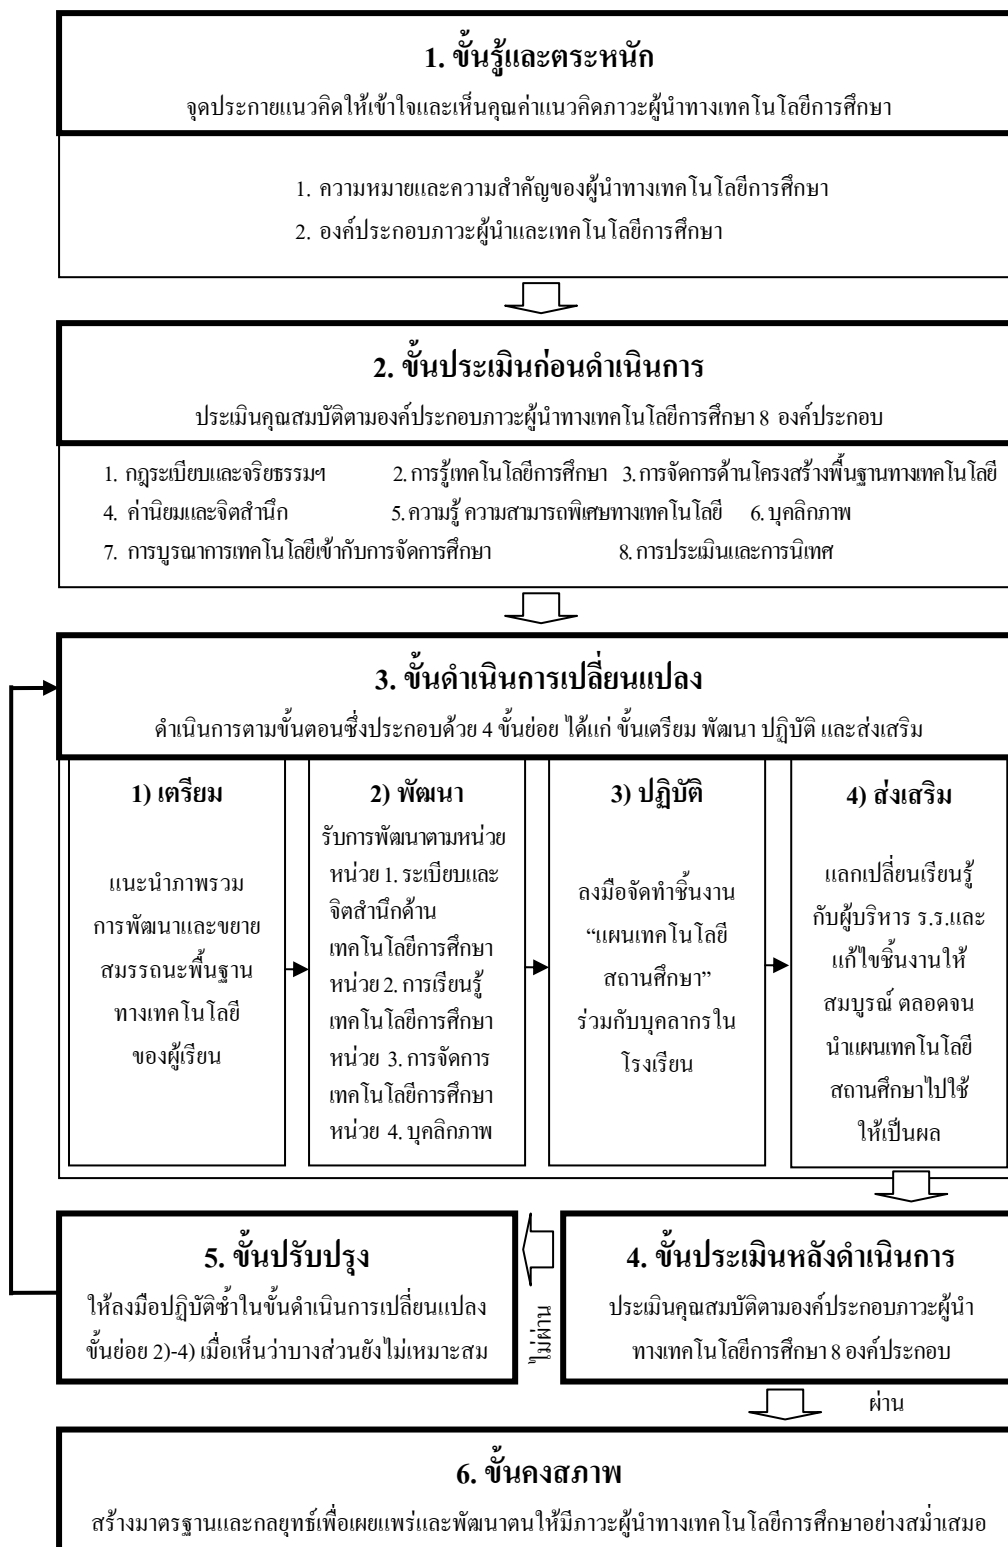 1. ขั้นรู้และตระหนัก
จุดประกายแนวคิดให้เข้าใจและเห็นคุณค่าแนวคิดภาวะผู้นำทางเทคโนโลยีการศึกษา
1. ความหมายและความสำคัญของผู้นำทางเทคโนโลยีการศึกษา
2. องค์ประกอบภาวะผู้นำและเทคโนโลยีการศึกษา
2. ขั้นประเมินก่อนดำเนินการ
ประเมินคุณสมบัติตามองค์ประกอบภาวะผู้นำทางเทคโนโลยีการศึกษา 8 องค์ประกอบ
1. กฎระเบียบและจริยธรรมฯ 2. การรู้เทคโนโลยีการศึกษา 3. การจัดการด้านโครงสร้างพื้นฐานทางเทคโนโลยี
4. ค่านิยมและจิตสำนึก 5. ความรู้ ความสามารถพิเศษทางเทคโนโลยี 6. บุคลิกภาพ
7. การบูรณาการเทคโนโลยีเข้ากับการจัดการศึกษา 8. การประเมินและการนิเทศ
3. ขั้นดำเนินการเปลี่ยนแปลง
ดำเนินการตามขั้นตอนซึ่งประกอบด้วย 4 ขั้นย่อย ได้แก่ ขั้นเตรียม พัฒนา ปฏิบัติ และส่งเสริม
1) เตรียม
แนะนำภาพรวม
การพัฒนาและขยาย
สมรรถนะพื้นฐาน
ทางเทคโนโลยี
ของผู้เรียน
2) พัฒนา
รับการพัฒนาตามหน่วย
หน่วย 1. ระเบียบและ
จิตสำนึกด้าน
เทคโนโลยีการศึกษา
หน่วย 2. การเรียนรู้
เทคโนโลยีการศึกษา
หน่วย 3. การจัดการ
เทคโนโลยีการศึกษา
หน่วย 4. บุคลิกภาพ
3) ปฏิบัติ
ลงมือจัดทำชิ้นงาน
“แผนเทคโนโลยี
สถานศึกษา”
ร่วมกับบุคลากรใน
โรงเรียน
4) ส่งเสริม
แลกเปลี่ยนเรียนรู้
กับผู้บริหาร ร.ร.และ
แก้ไขชิ้นงานให้
สมบูรณ์ ตลอดจน
นำแผนเทคโนโลยี
สถานศึกษาไปใช้
ให้เป็นผล
5. ขั้นปรับปรุง
ให้ลงมือปฏิบัติซ้ำในขั้นดำเนินการเปลี่ยนแปลง
ขั้นย่อย 2)-4) เมื่อเห็นว่าบางส่วนยังไม่เหมาะสม
ไม่ผ่าน
4. ขั้นประเมินหลังดำเนินการ
ประเมินคุณสมบัติตามองค์ประกอบภาวะผู้นำ
ทางเทคโนโลยีการศึกษา 8 องค์ประกอบ
ผ่าน
6. ขั้นคงสภาพ
สร้างมาตรฐานและกลยุทธ์เพื่อเผยแพร่และพัฒนาตนให้มีภาวะผู้นำทางเทคโนโลยีการศึกษาอย่างสม่ำเสมอ